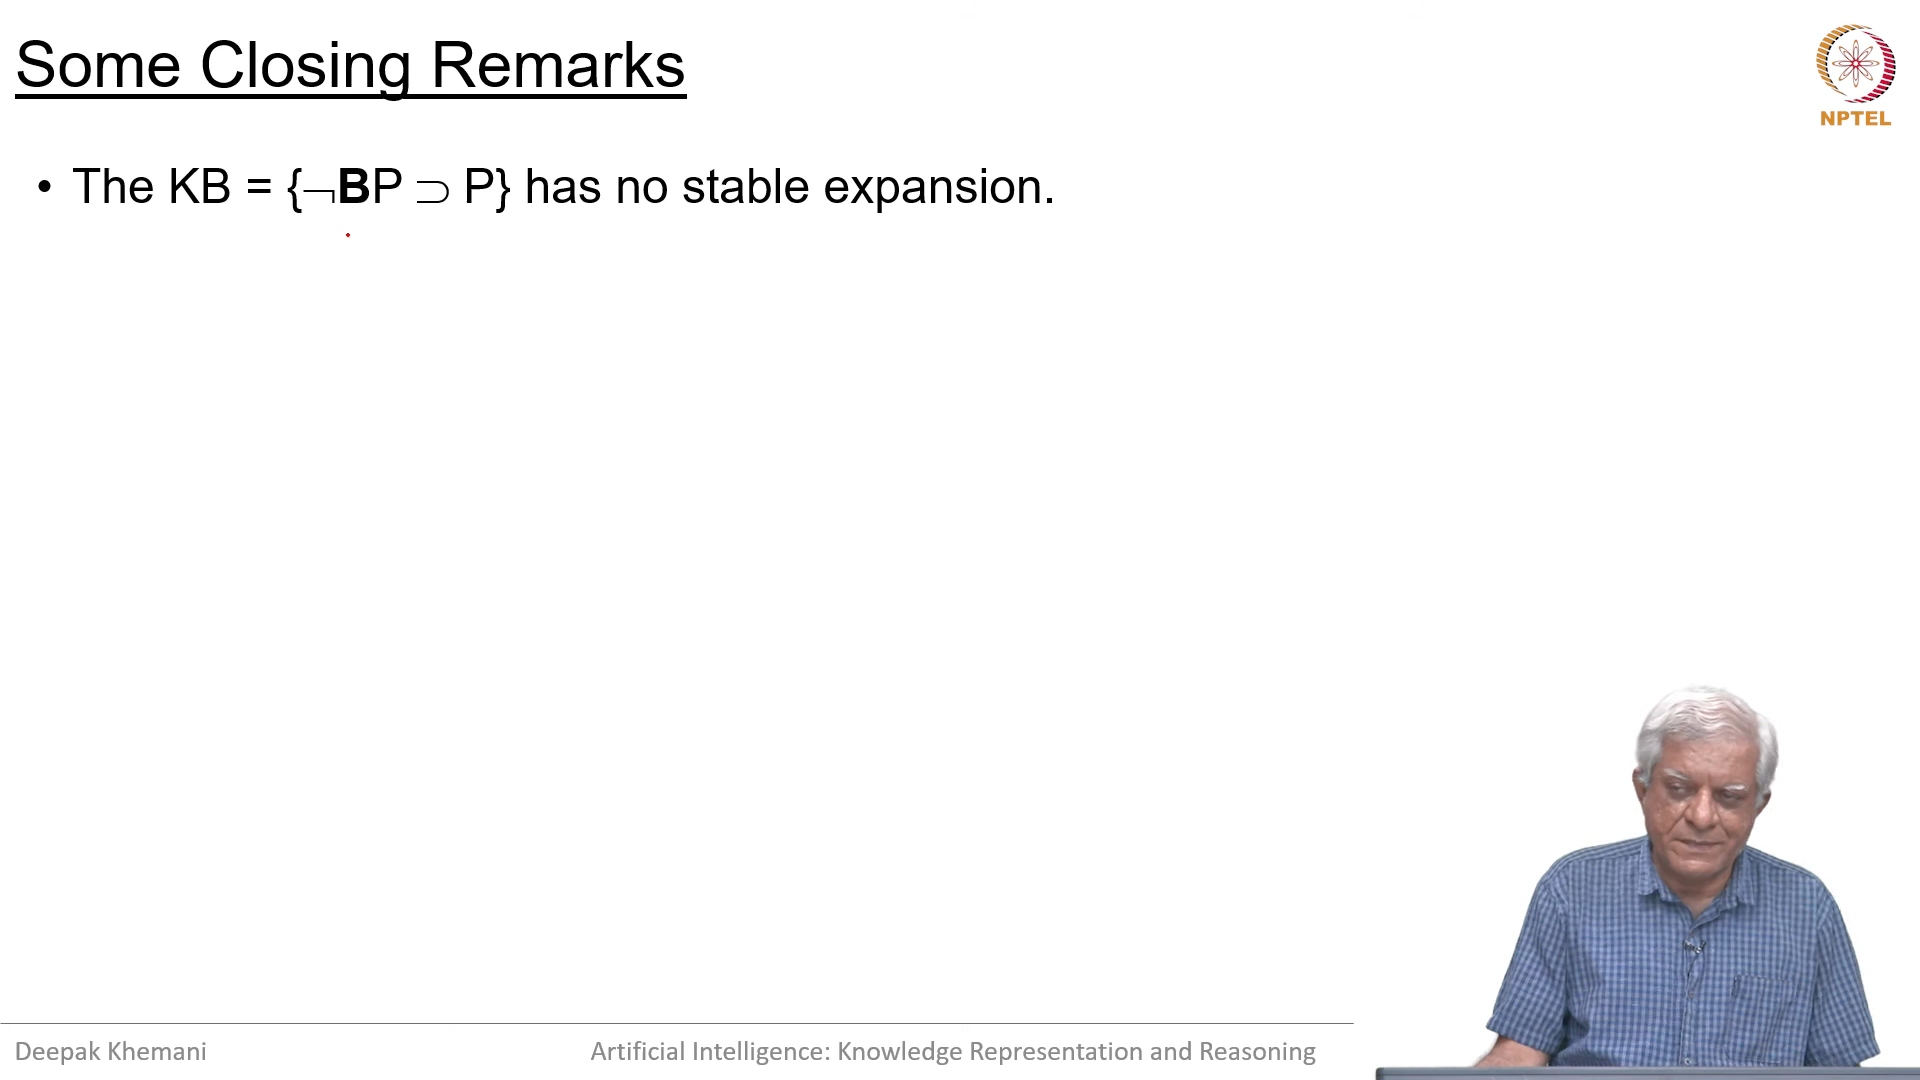 Some Closing Remarks
NPTEL
• The KB = {¬BP ⊃ P} has no stable expansion.
Deepak Khemani
Artificial Intelligence: Knowledge Representation and Reasoning